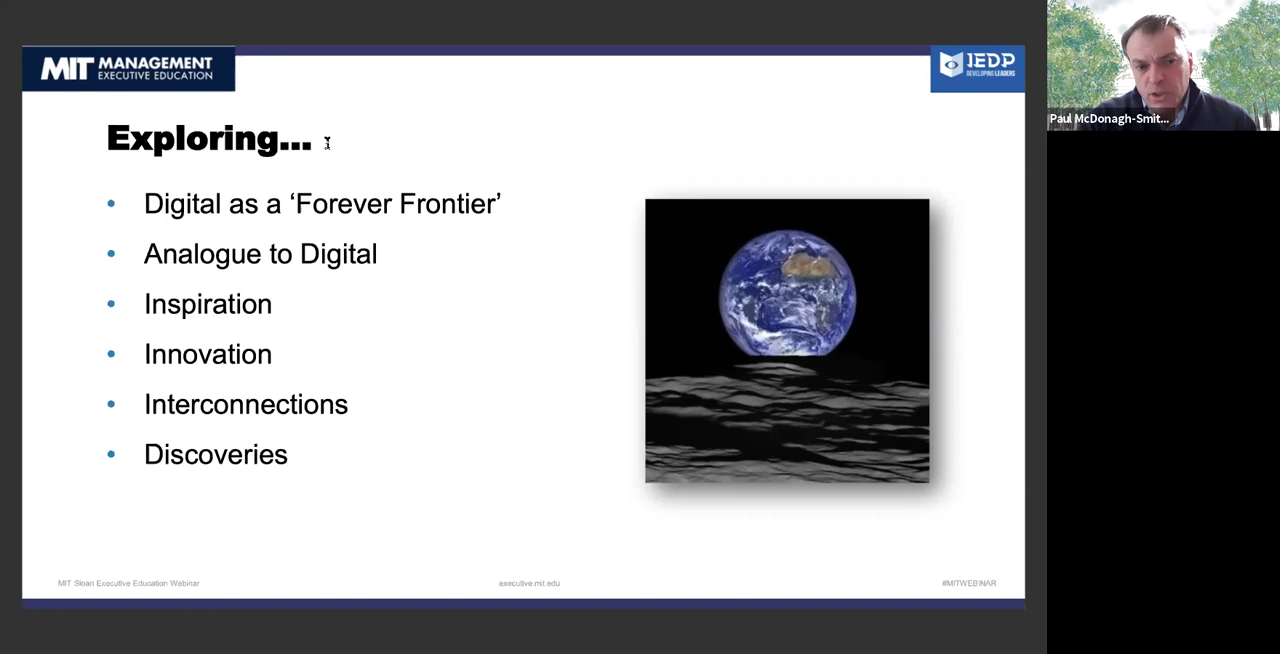 MIT MANAGEMENT
EXECUTIVE EDUCATION
IEDP
DEVELOPING LEADERS
Paul McDonagh-Smit...
Exploring...
• Digital as a ‘Forever Frontier’
• Analogue to Digital
• Inspiration
• Innovation
• Interconnections
• Discoveries
MIT Sloan Executive Education Webinar
executive.mit.edu
#MITWEBINAR